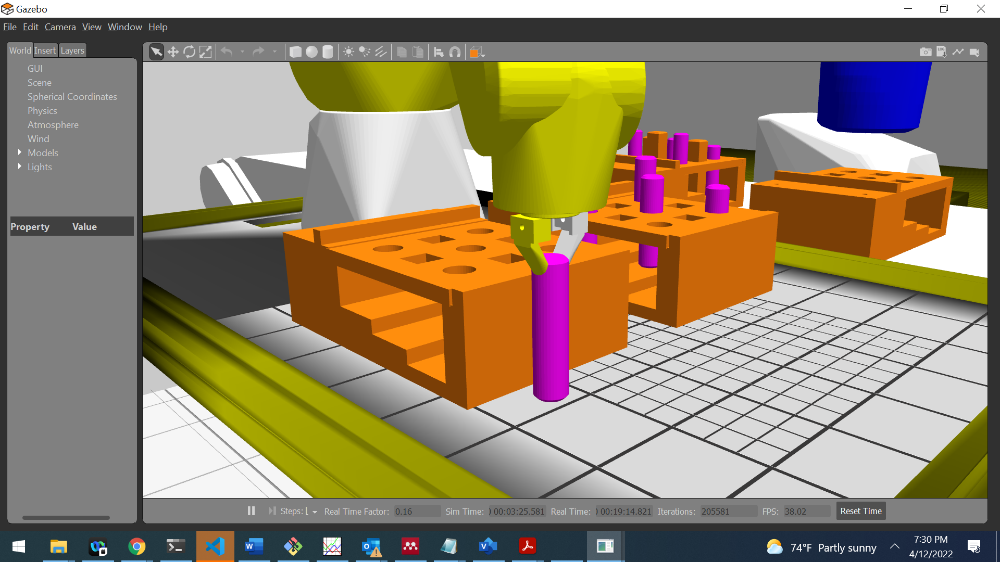 Gazebo
File Edit Camera View Window Help
World Insert Layers
LOG
GUI
Scene
Spherical Coordinates
Physics
Atmosphere
Wind
Models
Lights
Property Value
Steps: Real Time Factor: 0.16 Sim Time: 00:03:25.581 Real Time: 00:19:14.821 Iterations: 205581 FPS: 38.02 Reset Time
74°F Partly sunny
7:30 PM
4/12/2022